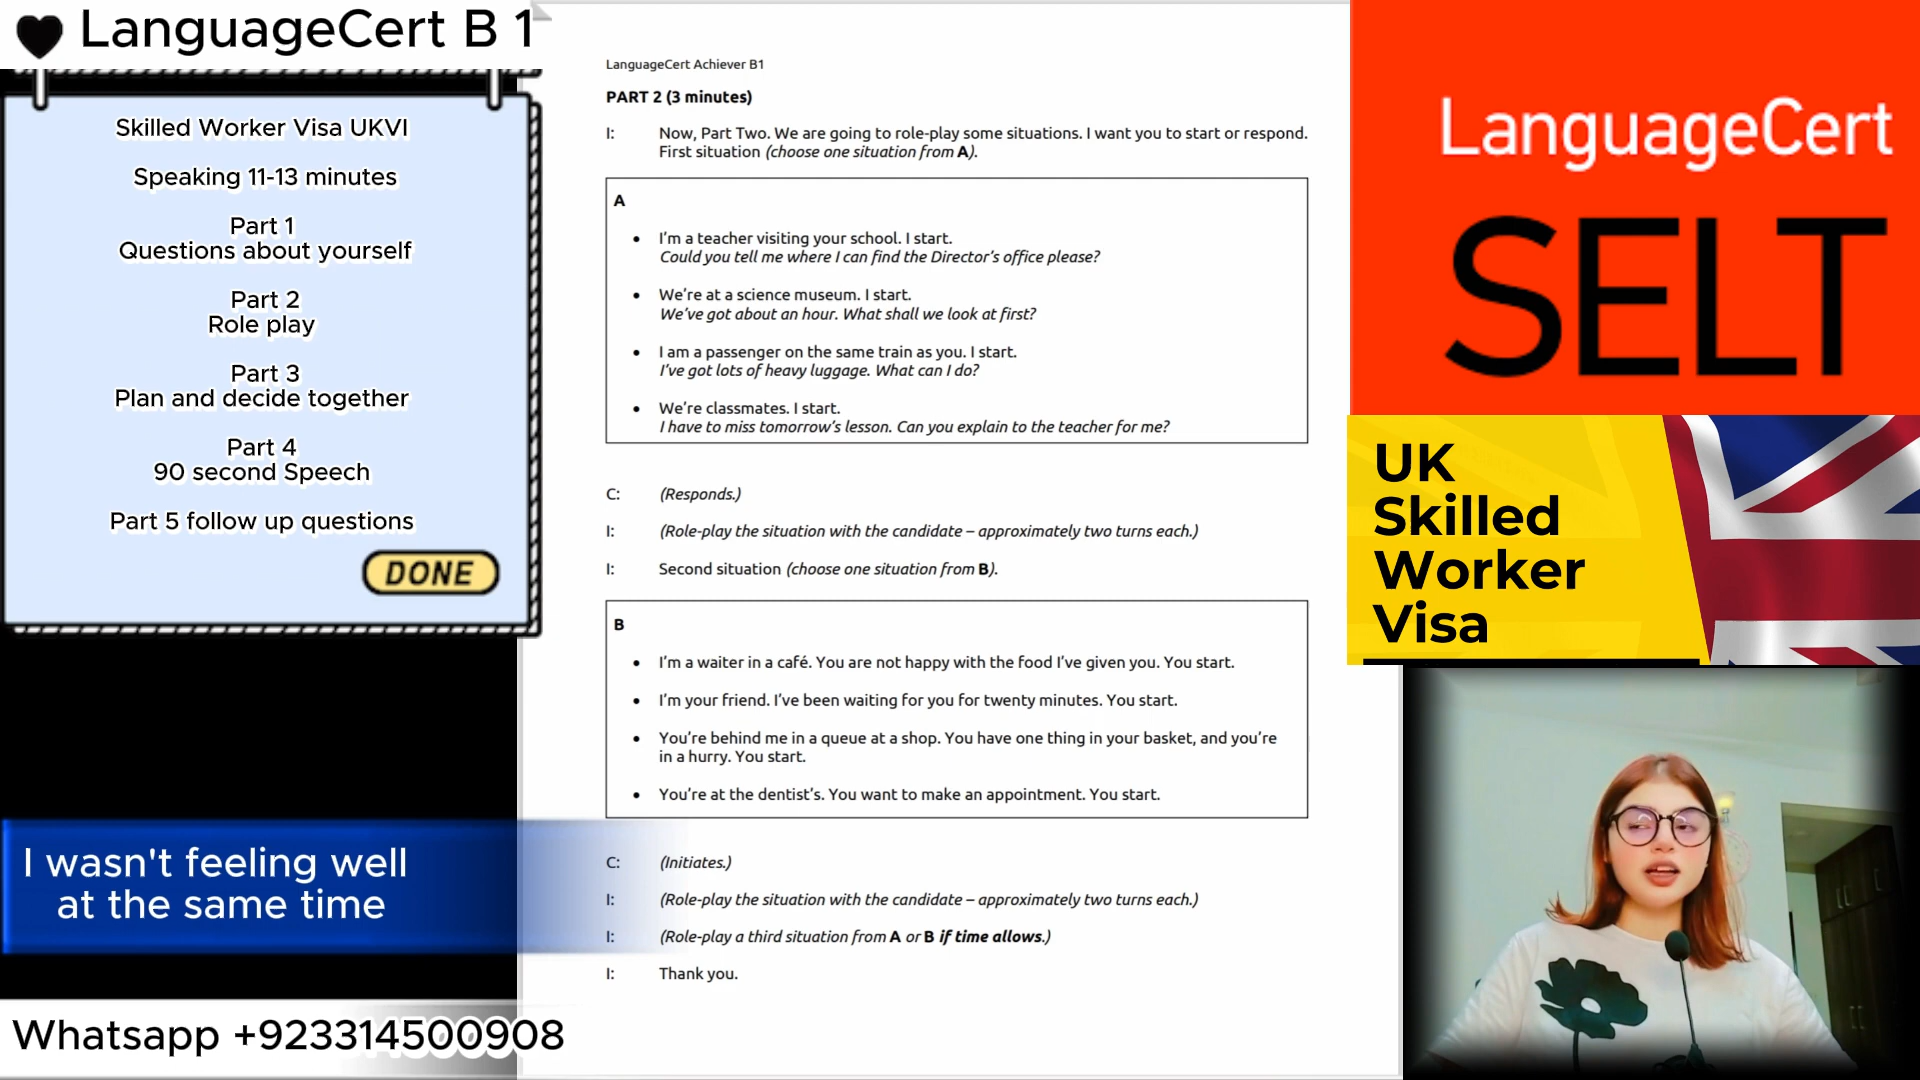 LanguageCert B 1
Skilled Worker Visa UKVI
Speaking 11-13 minutes
Part 1
Questions about yourself
Part 2
Role play
Part 3
Plan and decide together
Part 4
90 second Speech
Part 5 follow up questions
DONE
I wasn't feeling well
at the same time
Whatsapp +923314500908
LanguageCert Achiever B1
PART 2 (3 minutes)
I: Now, Part Two. We are going to role-play some situations. I want you to start or respond.
First situation (choose one situation from A).
A
• I'm a teacher visiting your school. I start.
Could you tell me where I can find the Director's office please?
• We're at a science museum. I start.
We've got about an hour. What shall we look at first?
• I am a passenger on the same train as you. I start.
I've got lots of heavy luggage. What can I do?
• We're classmates. I start.
I have to miss tomorrow's lesson. Can you explain to the teacher for me?
C: (Responds.)
I: (Role-play the situation with the candidate – approximately two turns each.)
I: Second situation (choose one situation from B).
B
• I'm a waiter in a café. You are not happy with the food I've given you. You start.
• I'm your friend. I've been waiting for you for twenty minutes. You start.
• You're behind me in a queue at a shop. You have one thing in your basket, and you're
in a hurry. You start.
• You're at the dentist's. You want to make an appointment. You start.
C: (Initiates.)
I: (Role-play the situation with the candidate – approximately two turns each.)
I: (Role-play a third situation from A or B if time allows.)
I: Thank you.
LanguageCert
SELT
UK
Skilled
Worker
Visa